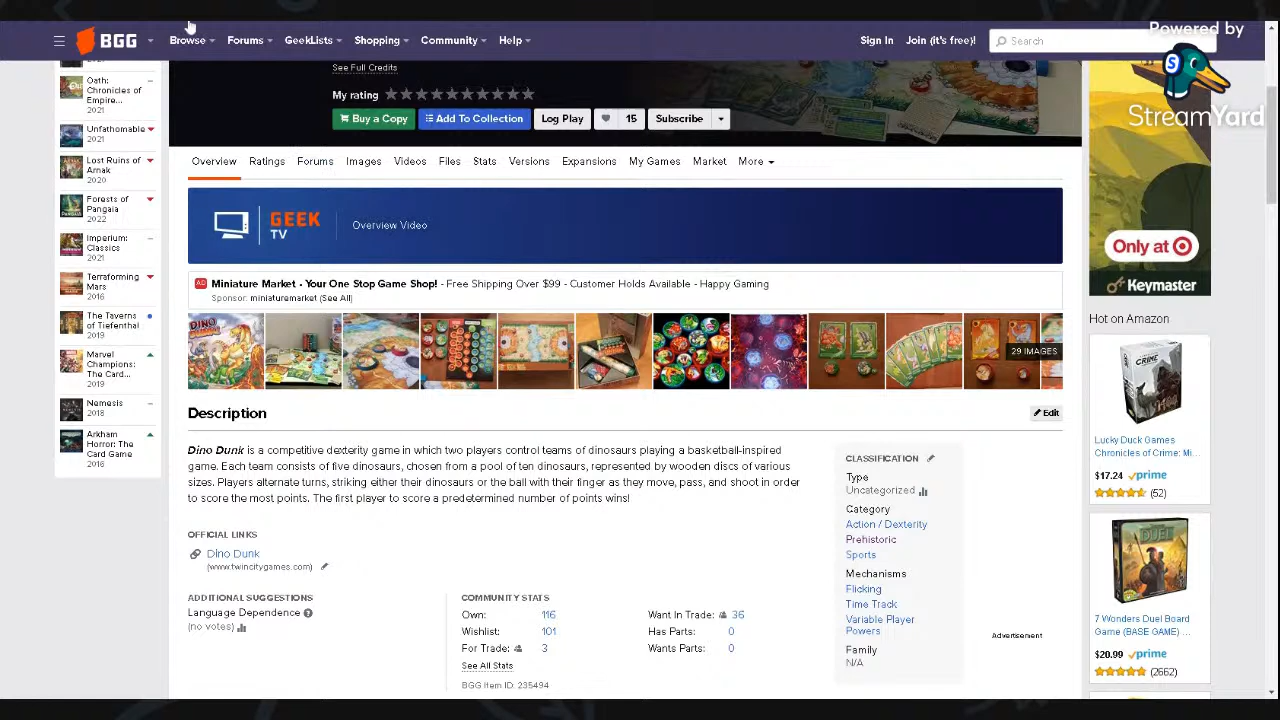 Powered by
StreamYard
BGG
Browse
Forums
GeekLists
Shopping
Community
Help
Sign In
Join (it's free!)
Search
2021
Oath:
Chronicles of
Empire...
2021
Unfathomable
2021
Lost Ruins of
Arnak
2020
Forests of
Pangaia
2022
Imperium:
Classics
2021
Terraforming
Mars
2016
The Taverns
of Tiefenthal
2019
Marvel
Champions:
The Card...
2019
Nemesis
2018
Arkham
Horror: The
Card Game
2016
See Full Credits
My rating
Buy a Copy
Add To Collection
Log Play
15
Subscribe
Overview
Ratings
Forums
Images
Videos
Files
Stats
Versions
Expansions
My Games
Market
More
GEEK
TV
Overview Video
AD
Miniature Market - Your One Stop Game Shop! - Free Shipping Over $99 - Customer Holds Available - Happy Gaming
Sponsor: miniaturemarket (See All)
29 IMAGES
Description
Edit
Dino Dunk is a competitive dexterity game in which two players control teams of dinosaurs playing a basketball-inspired
game. Each team consists of five dinosaurs, chosen from a pool of ten dinosaurs, represented by wooden discs of various
sizes. Players alternate turns, striking either their dino discs or the ball with their finger as they move, pass, and shoot in order
to score the most points. The first player to score a predetermined number of points wins!
OFFICIAL LINKS
Dino Dunk
(www.twincitygames.com)
ADDITIONAL SUGGESTIONS
Language Dependence
(no votes)
COMMUNITY STATS
Own: 116
Wishlist: 101
For Trade: 3
See All Stats
Want In Trade: 36
Has Parts: 0
Wants Parts: 0
BGG Item ID: 235494
CLASSIFICATION
Type
Uncategorized
Category
Action / Dexterity
Prehistoric
Sports
Mechanisms
Flicking
Time Track
Variable Player
Powers
Family
N/A
Advertisement
Only at
Keymaster
Hot on Amazon
CRIME
Lucky Duck Games
Chronicles of Crime: Mi...
$17.24 prime
(52)
DUEL
7 Wonders Duel Board
Game (BASE GAME) ...
$20.99 prime
(2662)